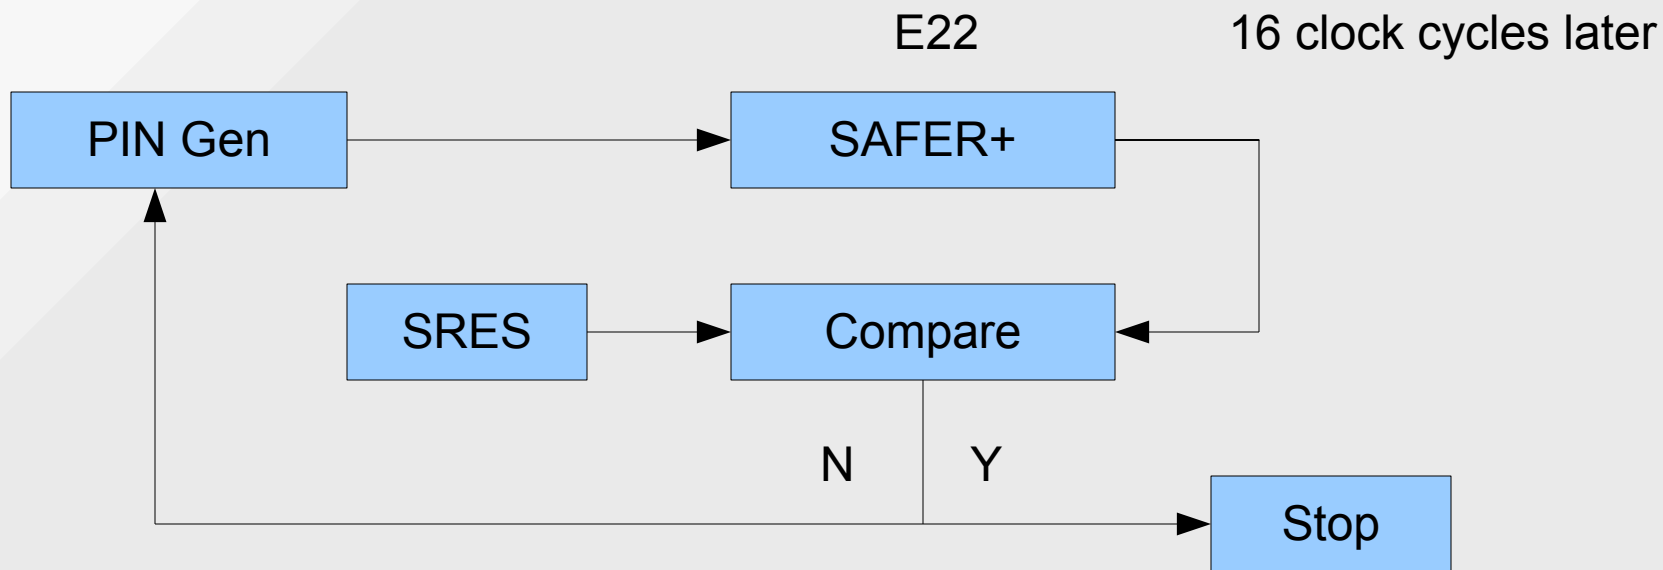 E22
16 clock cycles later
PIN Gen
SAFER+
SRES
Compare
N
Y
Stop